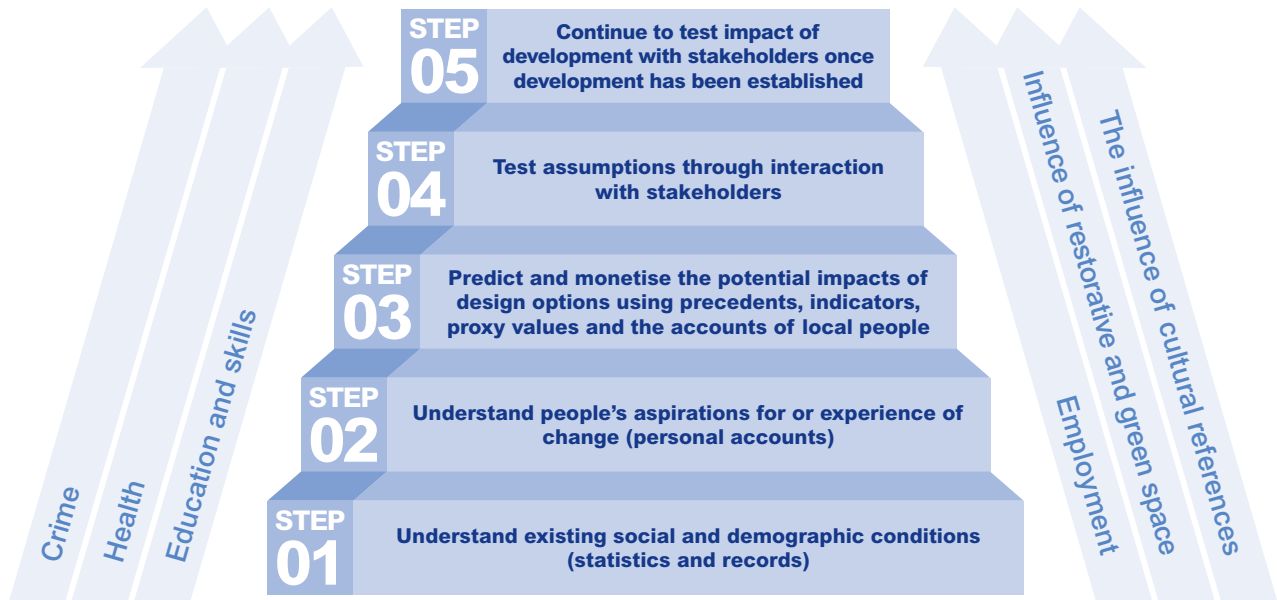 STEP
05
Continue to test impact of
development with stakeholders once
development has been established
STEP
04
Test assumptions through interaction
with stakeholders
STEP
03
Predict and monetise the potential impacts of
design options using precedents, indicators,
proxy values and the accounts of local people
STEP
02
Understand people’s aspirations for or experience of
change (personal accounts)
STEP
01
Understand existing social and demographic conditions
(statistics and records)
Crime
Health
Education and skills
Employment
Influence of restorative and green space
The influence of cultural references